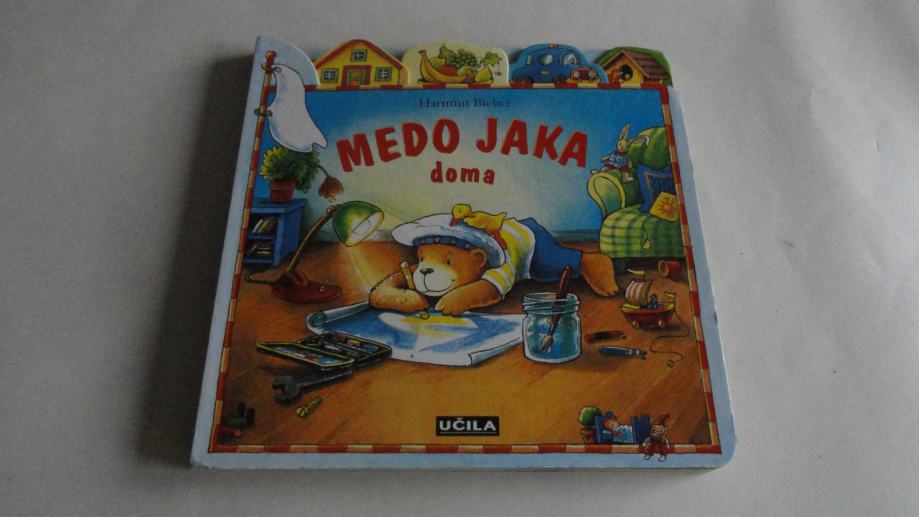 Hartmut Bieber
MEDO JAKA
doma
UČILA